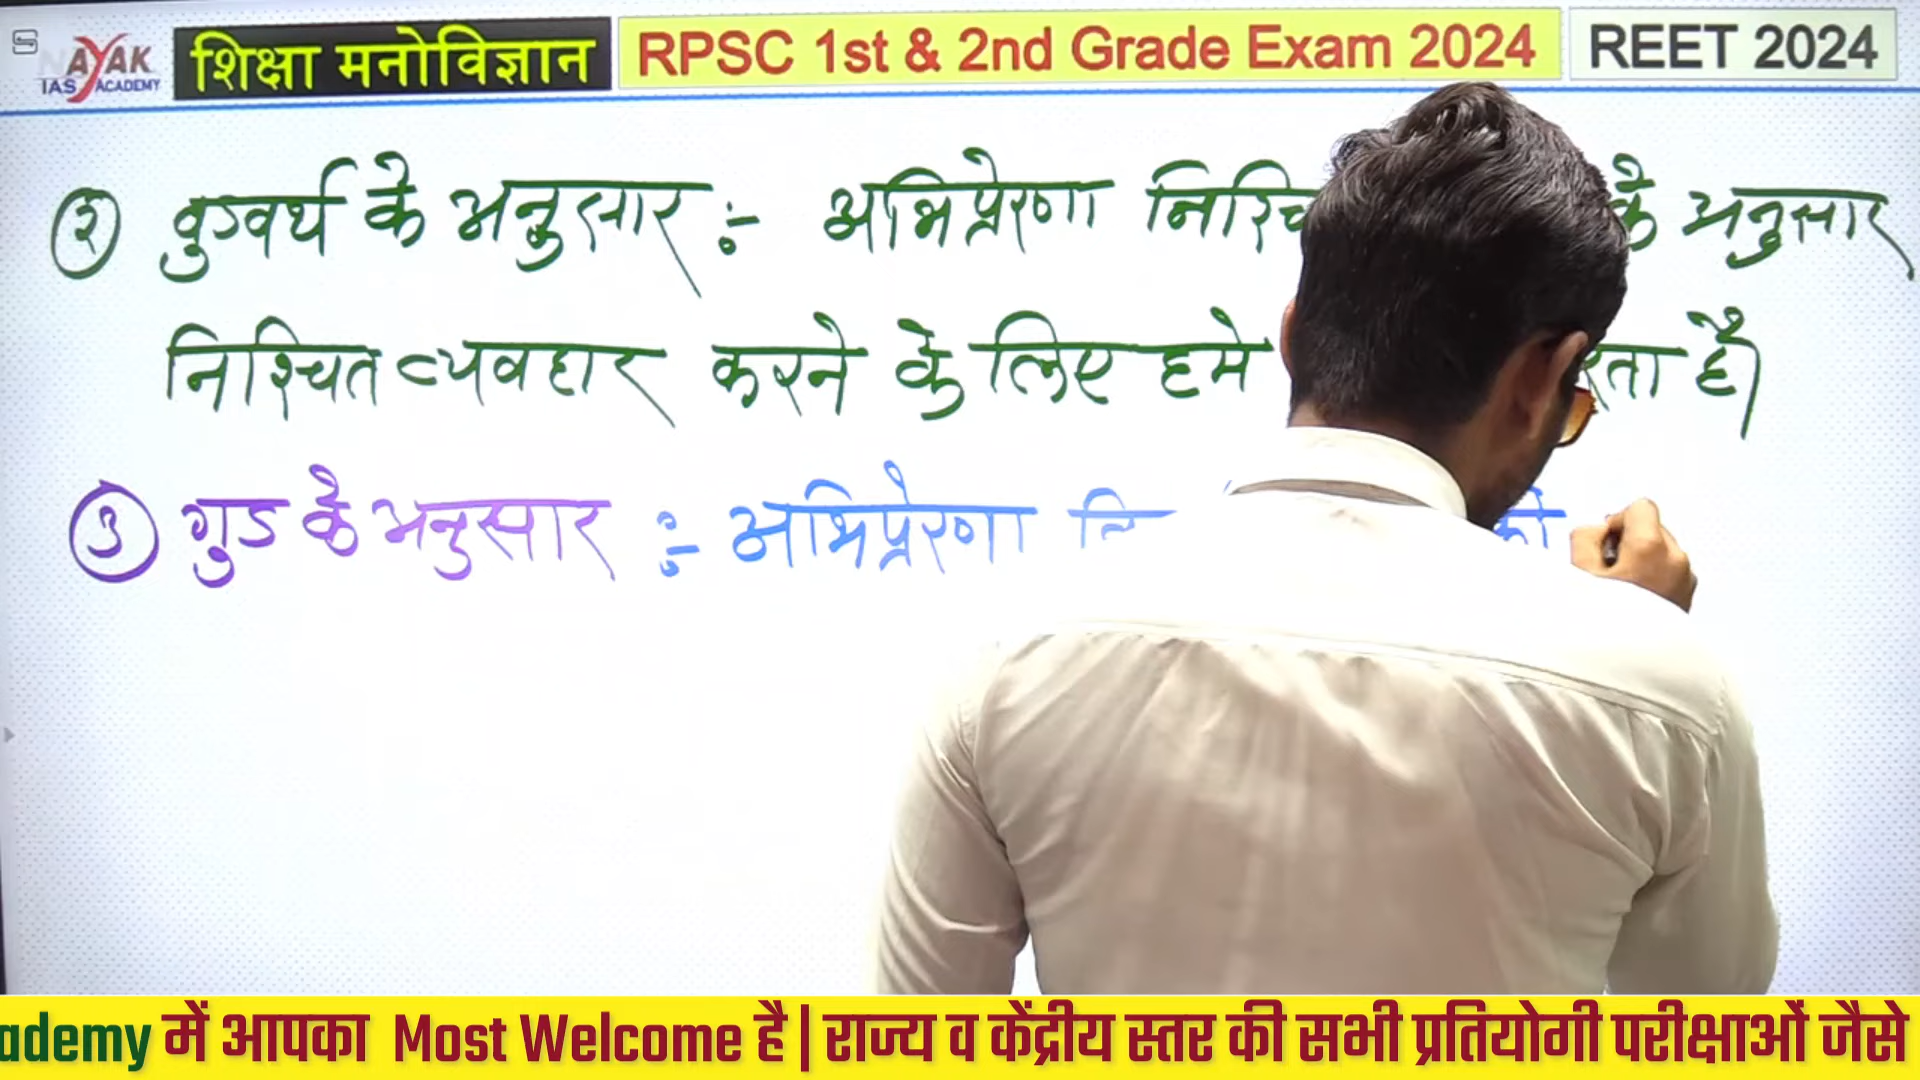 NAYAK
IAS ACADEMY
शिक्षा मनोविज्ञान
RPSC 1st & 2nd Grade Exam 2024
REET 2024
② वुडवर्थ के अनुसार :- अभिप्रेरणा निश्चि के अनुसार
निश्चित व्यवहार करने के लिए हमे रता है।
③ गुड के अनुसार :- अभिप्रेरणा की
ademy में आपका Most Welcome है | राज्य व केंद्रीय स्तर की सभी प्रतियोगी परीक्षाओं जैसे